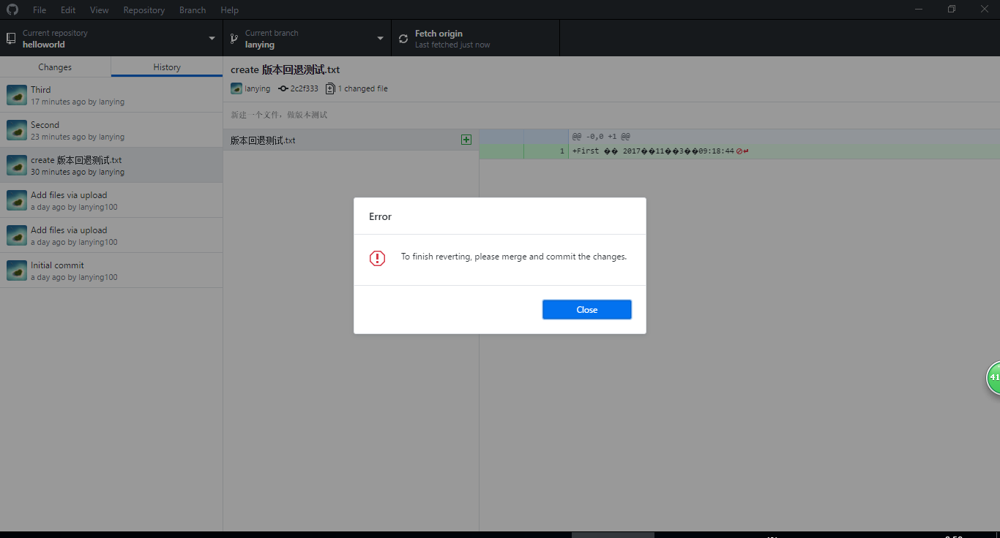 File Edit View Repository Branch Help
Current repository
helloworld
Current branch
lanying
Fetch origin
Last fetched just now
Changes
History
Third
17 minutes ago by lanying
Second
23 minutes ago by lanying
create 版本回退测试.txt
30 minutes ago by lanying
Add files via upload
a day ago by lanying100
Add files via upload
a day ago by lanying100
Initial commit
a day ago by lanying100
create 版本回退测试.txt
lanying 2c2f333 1 changed file
新建一个文件，做版本测试
版本回退测试.txt
@@ -0,0 +1 @@
1 +First �� 2017��11��3��09:18:44
Error
To finish reverting, please merge and commit the changes.
Close
41